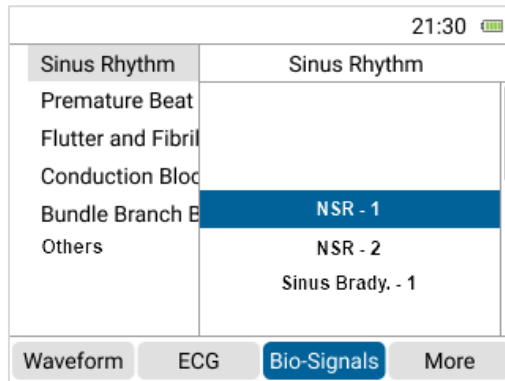 21:30
Sinus Rhythm
Premature Beat
Flutter and Fibril
Conduction Bloc
Bundle Branch B
Others
Sinus Rhythm
NSR - 1
NSR - 2
Sinus Brady. - 1
Waveform ECG Bio-Signals More